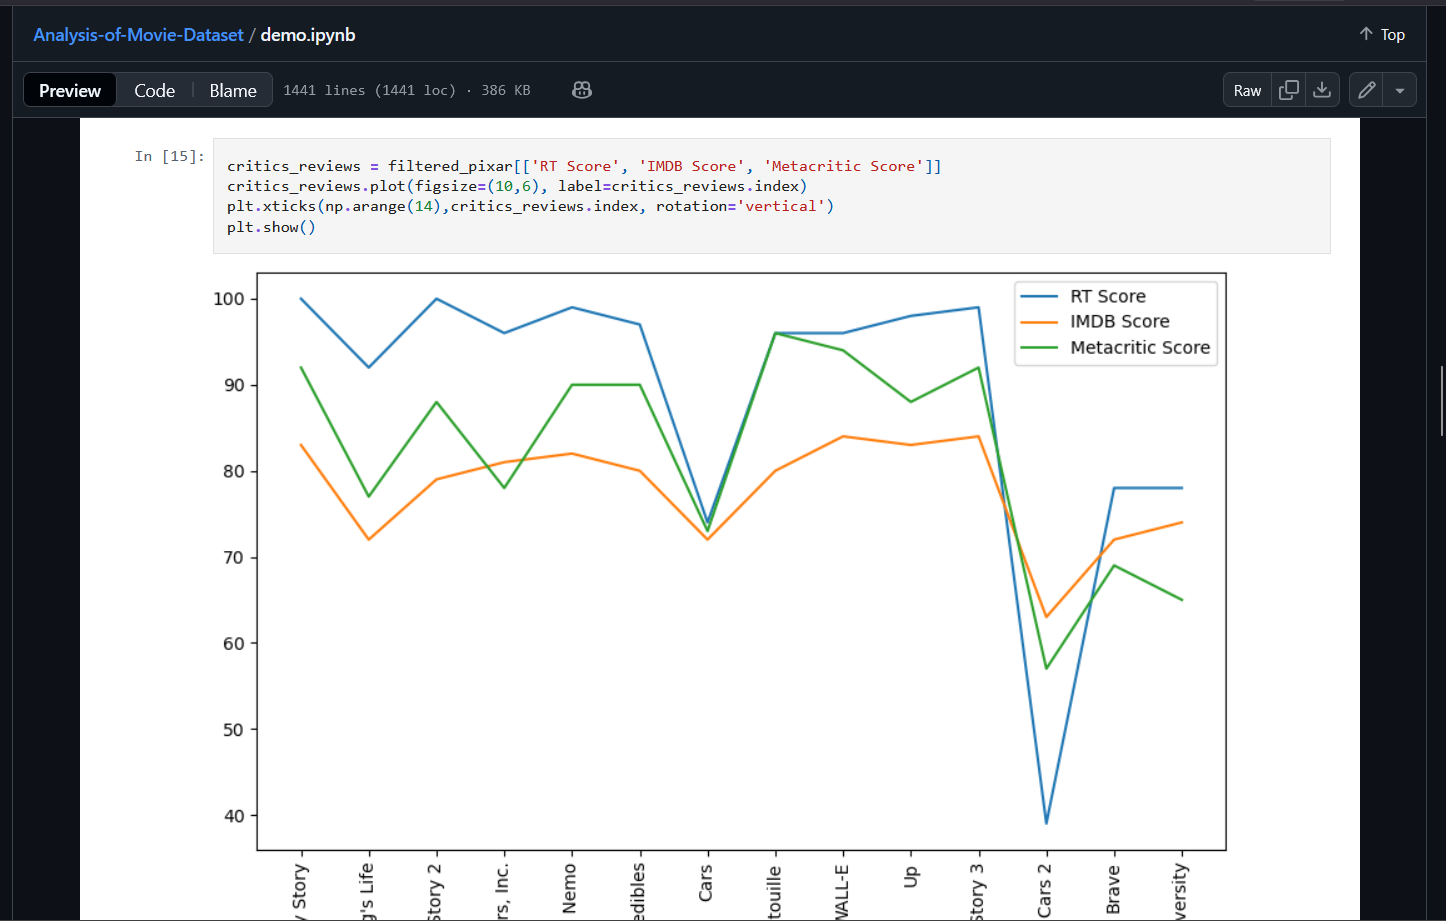 Analysis-of-Movie-Dataset / demo.ipynb
Top
Preview Code Blame 1441 lines (1441 loc) · 386 KB
Raw
In [15]:
critics_reviews = filtered_pixar[['RT Score', 'IMDB Score', 'Metacritic Score']]
critics_reviews.plot(figsize=(10,6), label=critics_reviews.index)
plt.xticks(np.arange(14),critics_reviews.index, rotation='vertical')
plt.show()
RT Score
IMDB Score
Metacritic Score
100
90
80
70
60
50
40
Story
g's Life
Story 2
rs, Inc.
Nemo
edibles
Cars
touille
WALL-E
Up
Story 3
Cars 2
Brave
versity